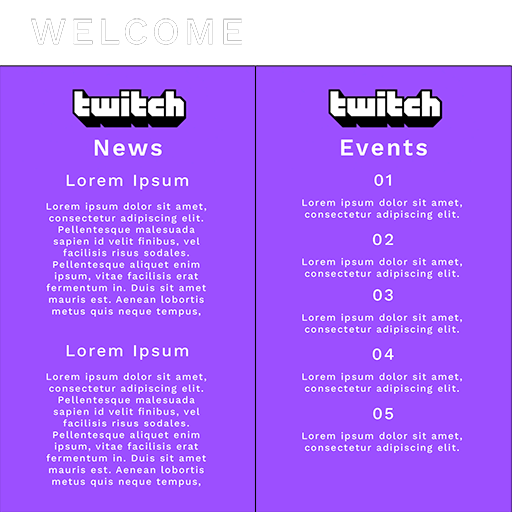 WELCOME
twitch
News
Lorem Ipsum
Lorem ipsum dolor sit amet,
consectetur adipiscing elit.
Pellentesque malesuada
sapien id velit finibus, vel
facilisis risus sodales.
Pellentesque aliquet enim
ipsum, vitae facilisis erat
fermentum in. Duis sit amet
mauris est. Aenean lobortis
metus quis neque tempus,
Lorem Ipsum
Lorem ipsum dolor sit amet,
consectetur adipiscing elit.
Pellentesque malesuada
sapien id velit finibus, vel
facilisis risus sodales.
Pellentesque aliquet enim
ipsum, vitae facilisis erat
fermentum in. Duis sit amet
mauris est. Aenean lobortis
metus quis neque tempus,
twitch
Events
01
Lorem ipsum dolor sit amet,
consectetur adipiscing elit.
02
Lorem ipsum dolor sit amet,
consectetur adipiscing elit.
03
Lorem ipsum dolor sit amet,
consectetur adipiscing elit.
04
Lorem ipsum dolor sit amet,
consectetur adipiscing elit.
05
Lorem ipsum dolor sit amet,
consectetur adipiscing elit.